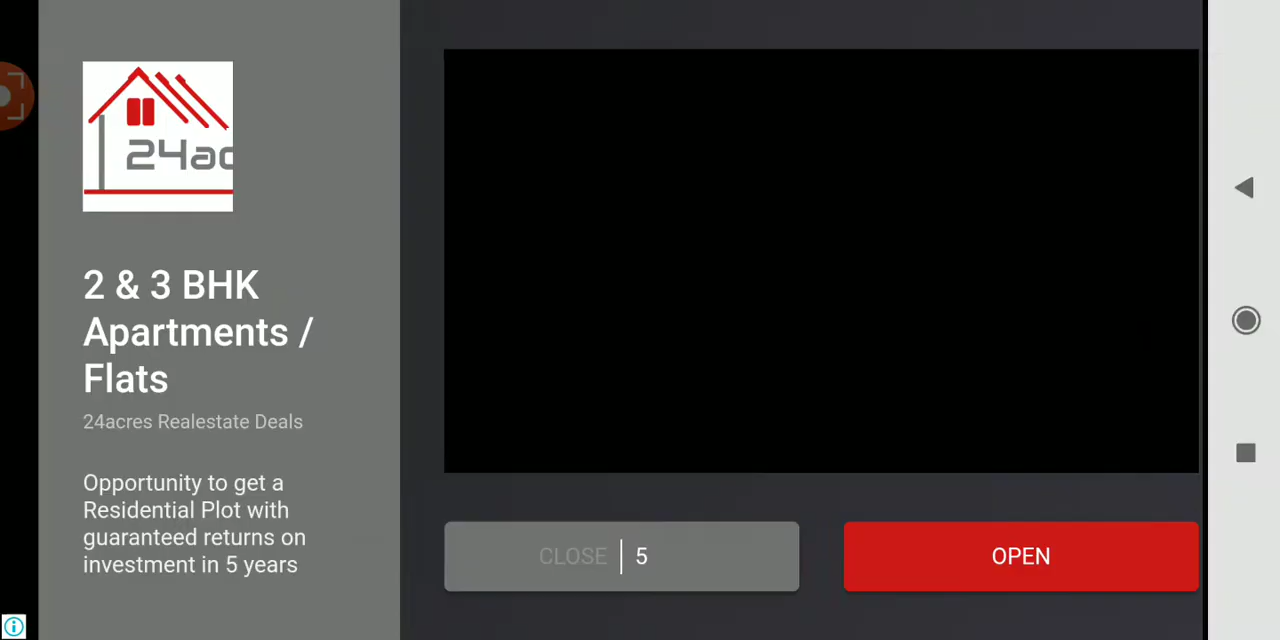 24ac
2 & 3 BHK
Apartments /
Flats
24acres Realestate Deals
Opportunity to get a
Residential Plot with
guaranteed returns on
investment in 5 years
CLOSE 5
OPEN